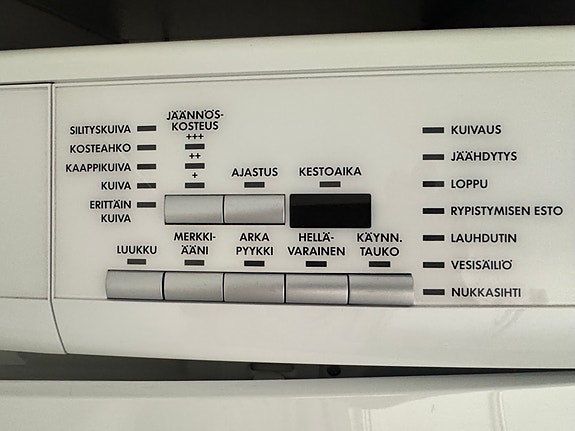 SILITYSKUIVA
KOSTEAHKO
KAAPPIKUIVA
KUIVA
ERITTÄIN
KUIVA
JÄÄNNÖS-
KOSTEUS
+++
++
+
AJASTUS
KESTOAIKA
LUUKKU
MERKKI-
ÄÄNI
ARKA
PYYKKI
HELLÄ-
VARAINEN
KÄYNN.
TAUKO
KUIVAUS
JÄÄHDYTYS
LOPPU
RYPISTYMISEN ESTO
LAUHDUTIN
VESISÄILIÖ
NUKKASIHTI